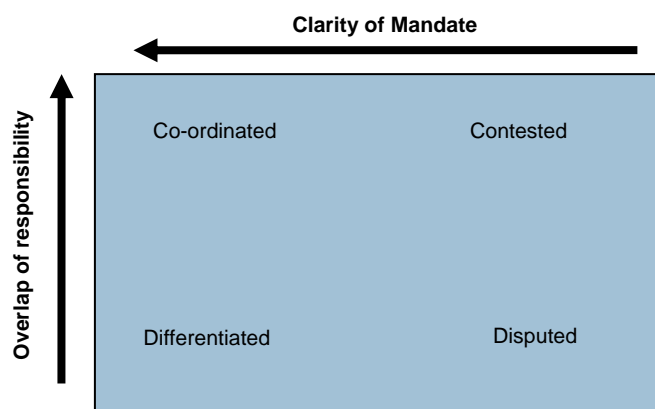 Clarity of Mandate
Overlap of responsibility
Co-ordinated
Contested
Differentiated
Disputed